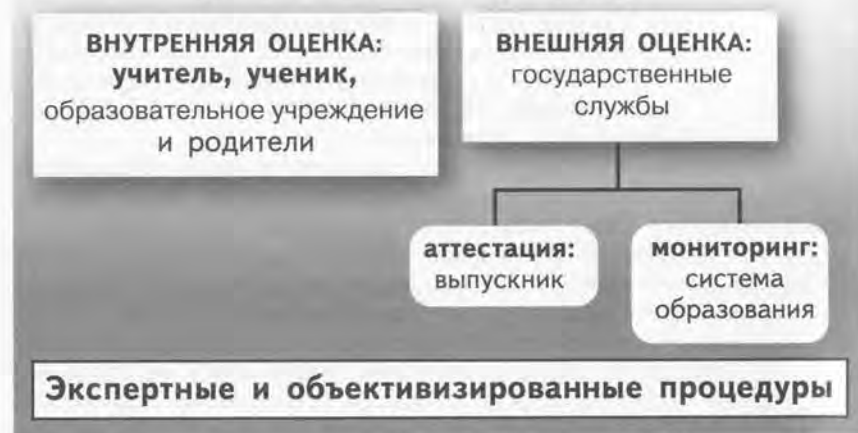 ВНУТРЕННЯЯ ОЦЕНКА:
учитель, ученик,
образовательное учреждение
и родители
ВНЕШНЯЯ ОЦЕНКА:
государственные
службы
аттестация:
выпускник
мониторинг:
система
образования
Экспертные и объективизированные процедуры